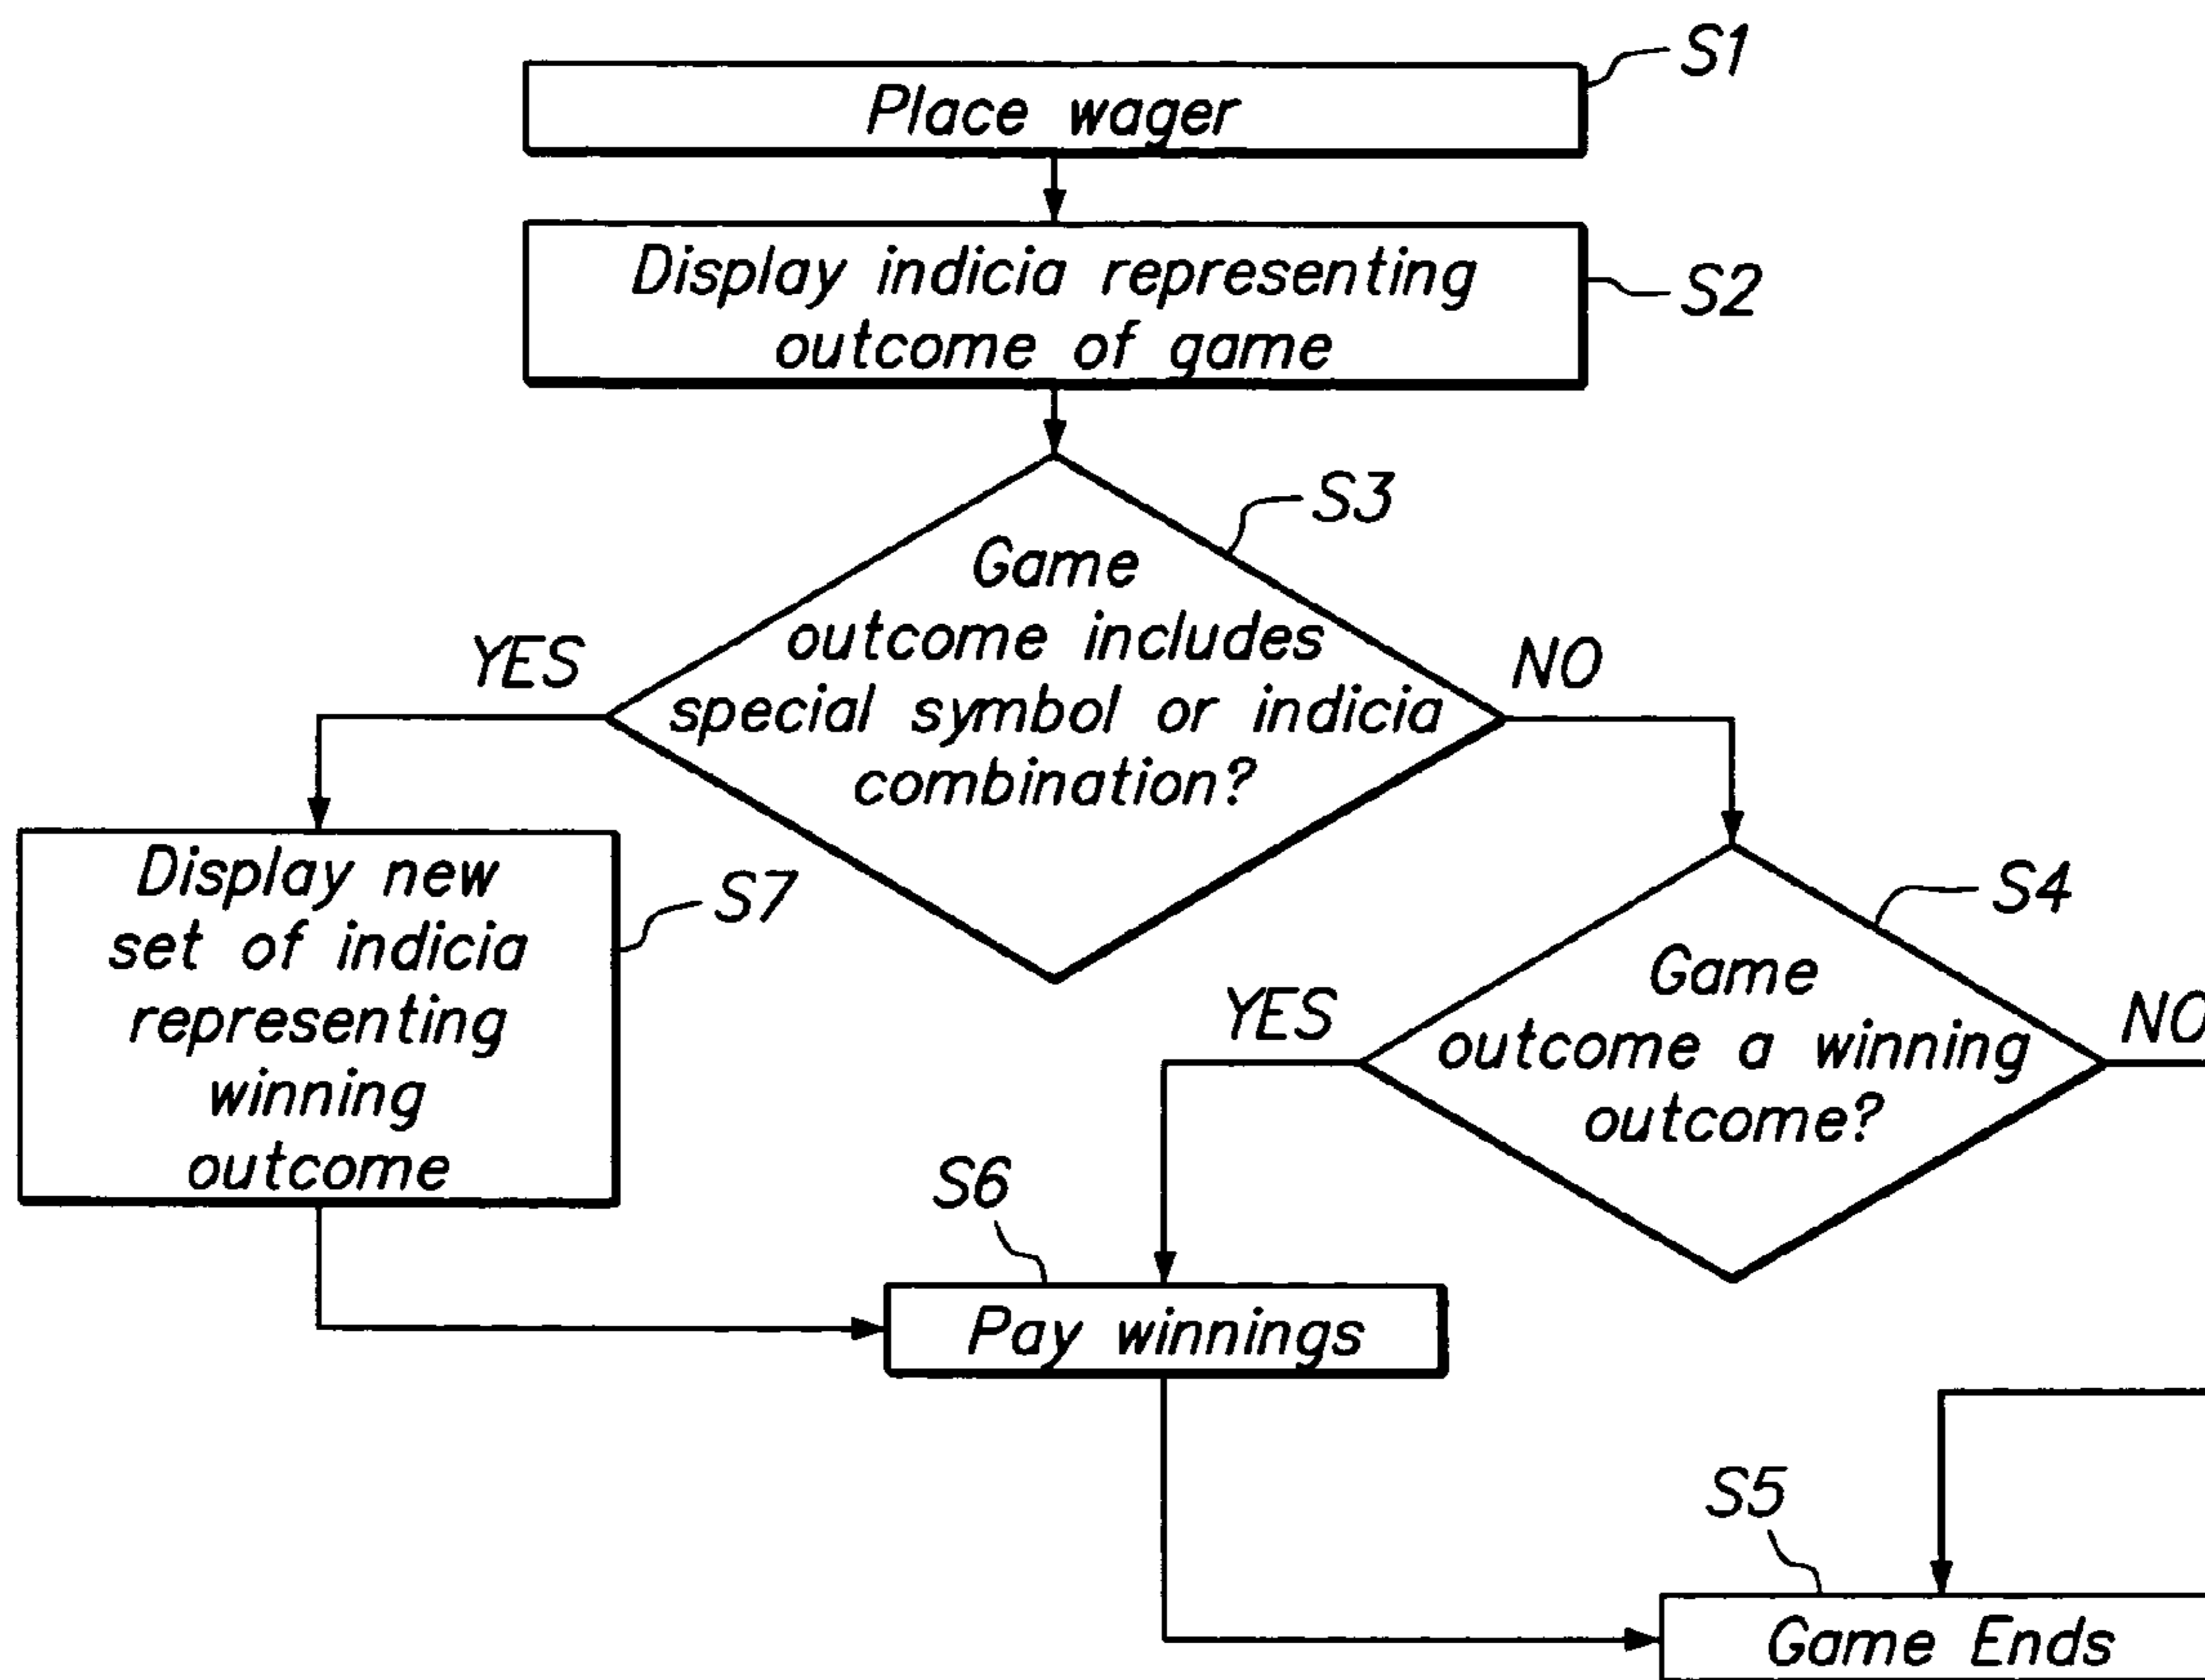 S1
Place wager
Display indicia representing
outcome of game
S2
S3
Game
outcome includes
special symbol or indicia
combination?
YES
NO
Display new
set of indicia
representing
winning
outcome
S7
S4
Game
outcome a winning
outcome?
YES
NO
S6
Pay winnings
S5
Game Ends